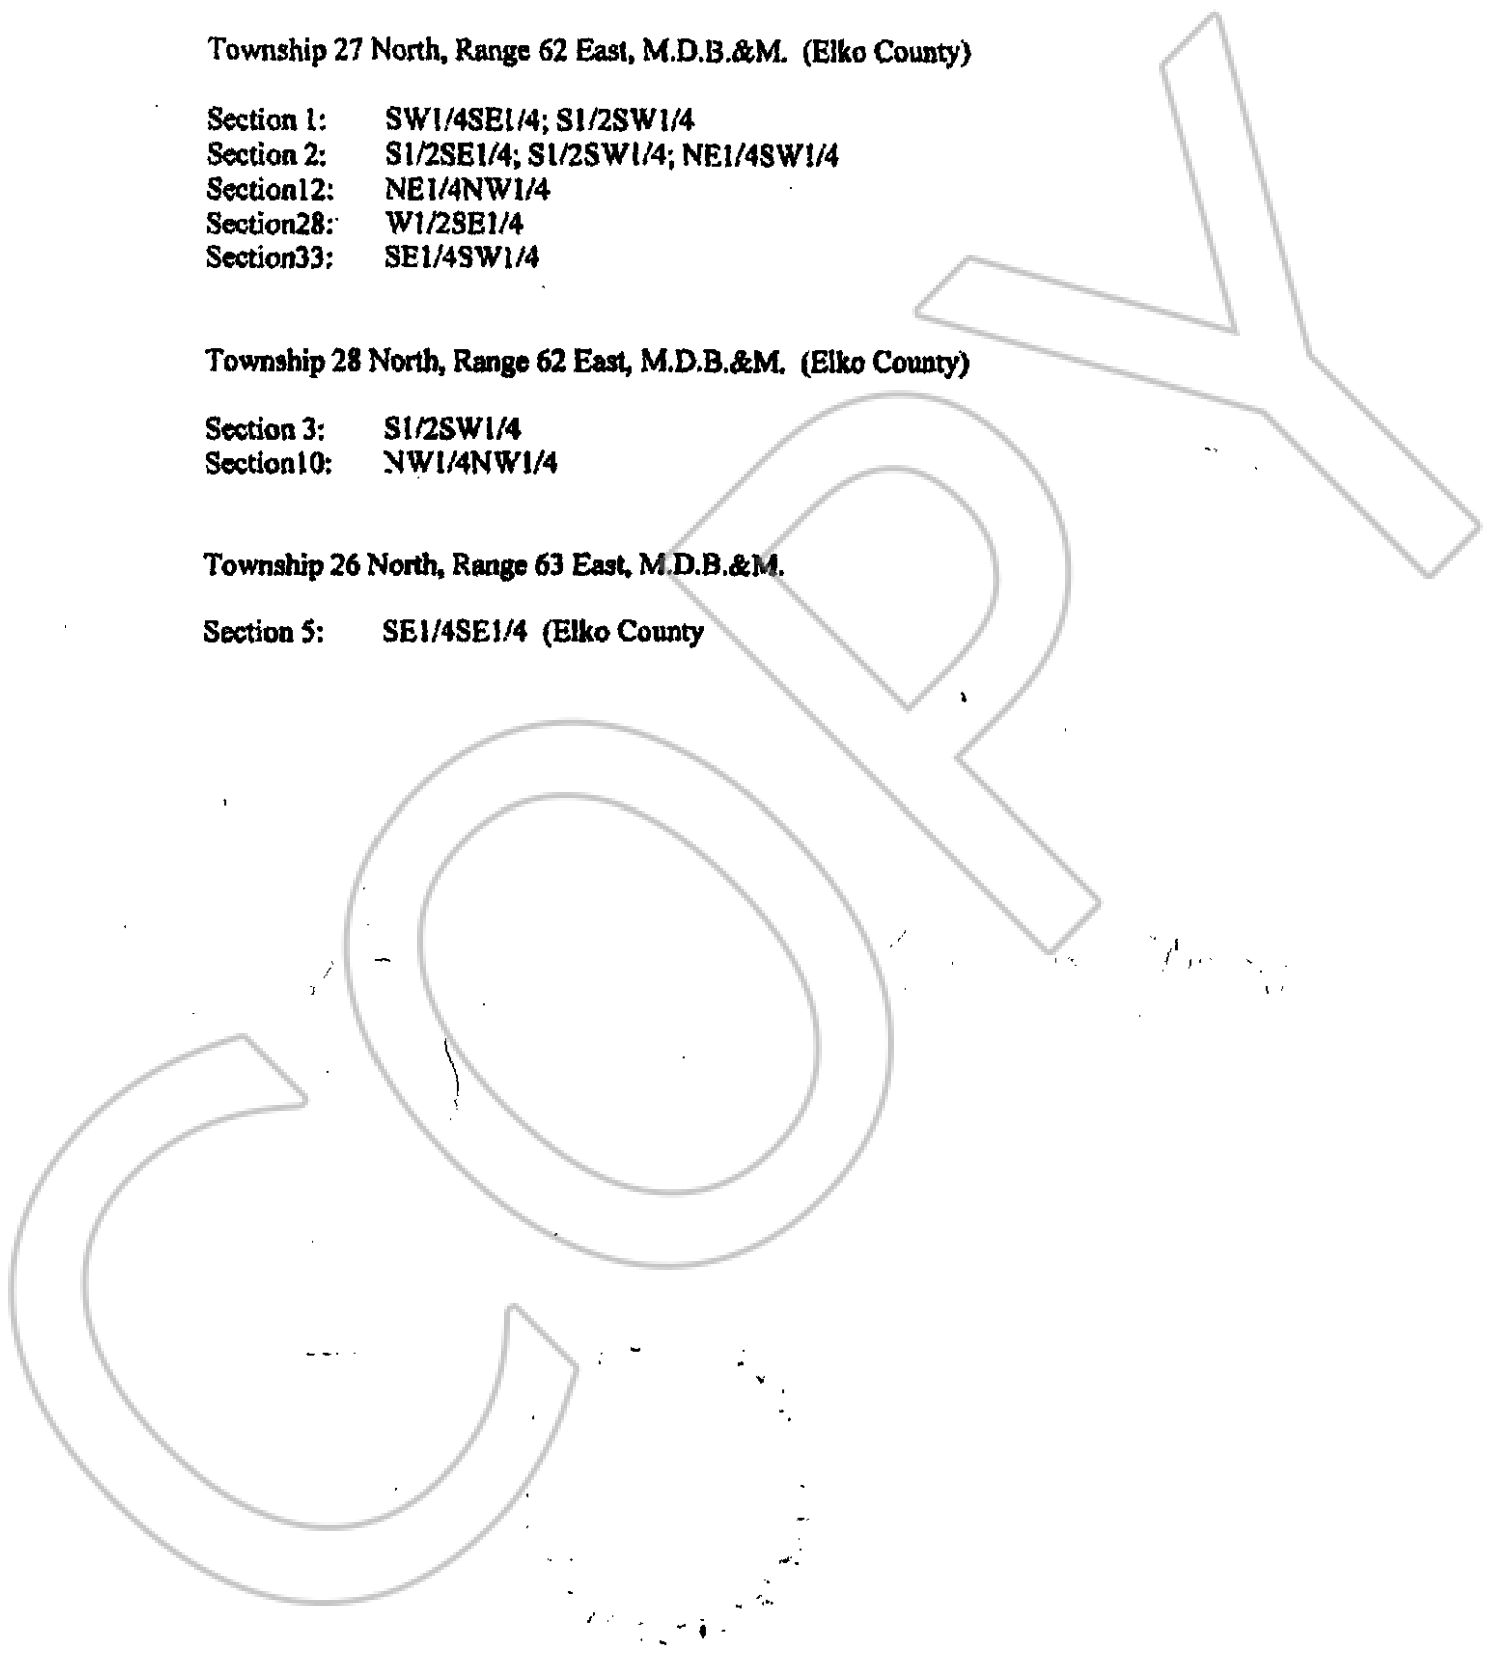 Township 27 North, Range 62 East, M.D.B.&M. (Elko County)
Section 1: SW1/4SE1/4; S1/2SW1/4
Section 2: S1/2SE1/4; S1/2SW1/4; NE1/4SW1/4
Section12: NE1/4NW1/4
Section28: W1/2SE1/4
Section33: SE1/4SW1/4
Township 28 North, Range 62 East, M.D.B.&M. (Elko County)
Section 3: S1/2SW1/4
Section10: NW1/4NW1/4
Township 26 North, Range 63 East, M.D.B.&M.
Section 5: SE1/4SE1/4 (Elko County
COPY